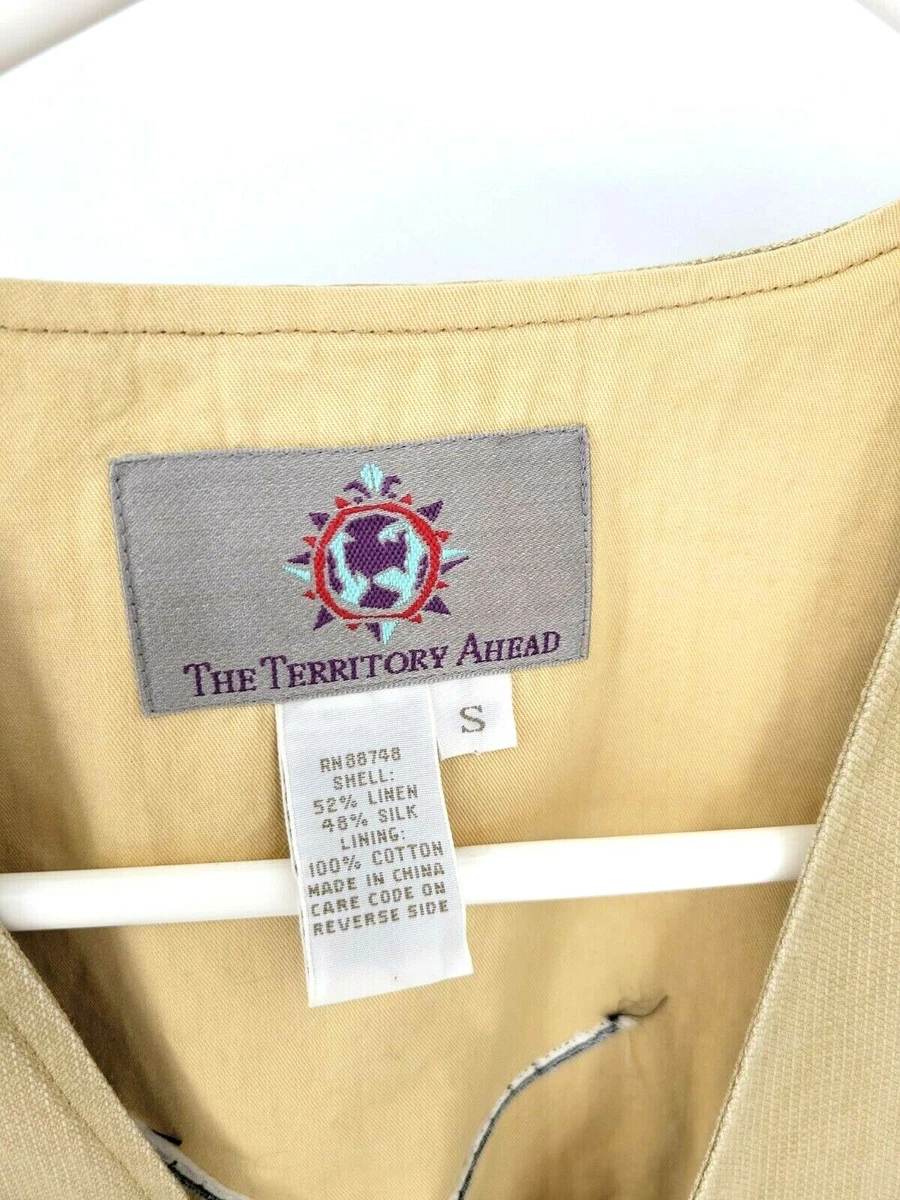 THE TERRITORY AHEAD
S
RN88748
SHELL:
52% LINEN
48% SILK
LINING:
100% COTTON
MADE IN CHINA
CARE CODE ON
REVERSE SIDE